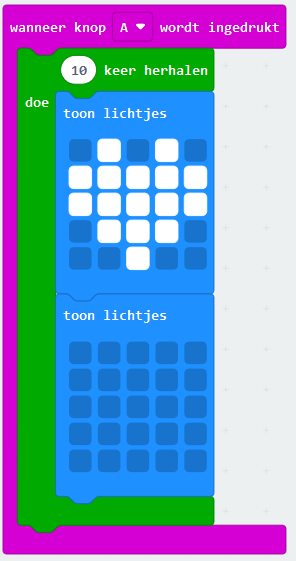 wanneer knop A wordt ingedrukt
10 keer herhalen
doe
toon lichtjes
toon lichtjes